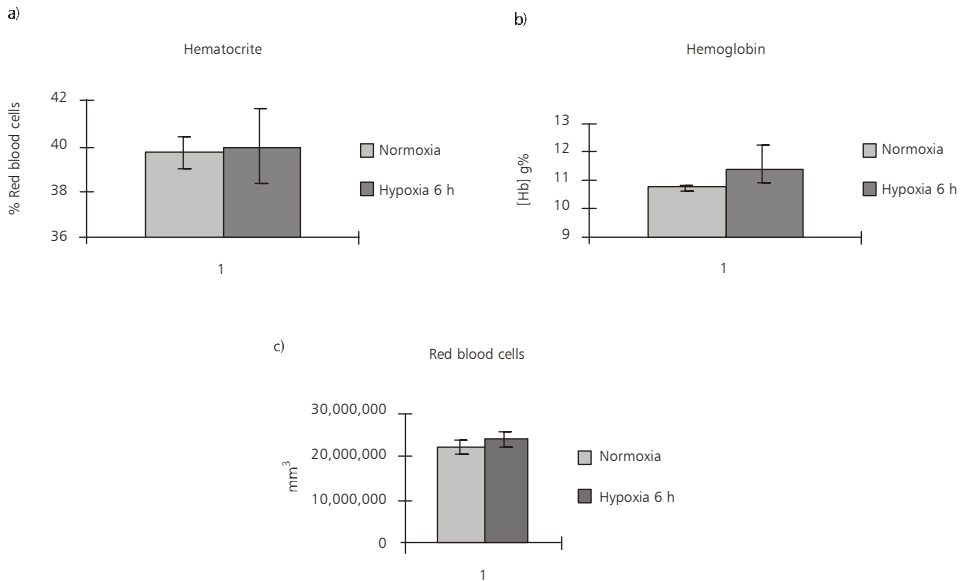 a)
Hematocrite
% Red blood cells
42
40
38
36
1
Normoxia
Hypoxia 6 h
b)
Hemoglobin
[Hb] g%
13
12
11
10
9
1
Normoxia
Hypoxia 6 h
c)
Red blood cells
mm³
30,000,000
20,000,000
10,000,000
0
1
Normoxia
Hypoxia 6 h